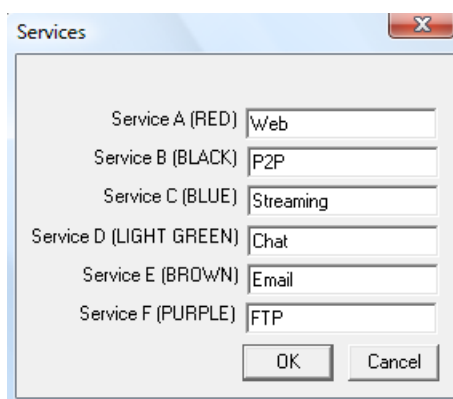 Services
Service A (RED) Web
Service B (BLACK) P2P
Service C (BLUE) Streaming
Service D (LIGHT GREEN) Chat
Service E (BROWN) Email
Service F (PURPLE) FTP
OK Cancel